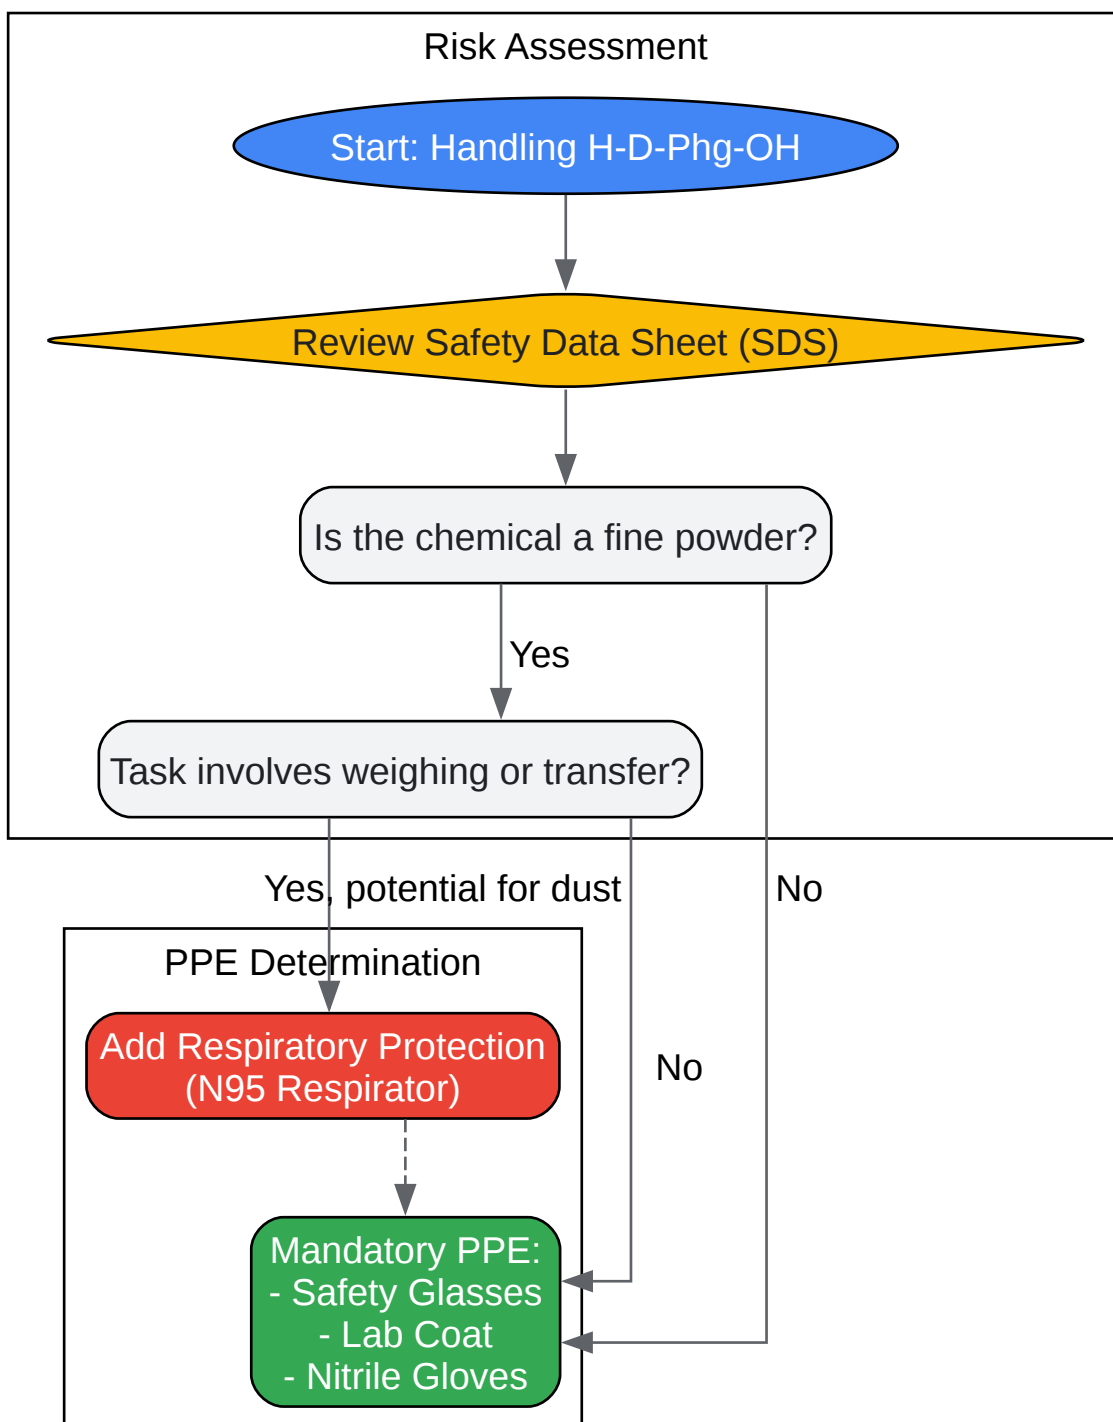 Risk Assessment
Start: Handling H-D-Phg-OH
Review Safety Data Sheet (SDS)
Is the chemical a fine powder?
Yes
Task involves weighing or transfer?
Yes, potential for dust
No
PPE Determination
Add Respiratory Protection
(N95 Respirator)
No
Mandatory PPE:
- Safety Glasses
- Lab Coat
- Nitrile Gloves